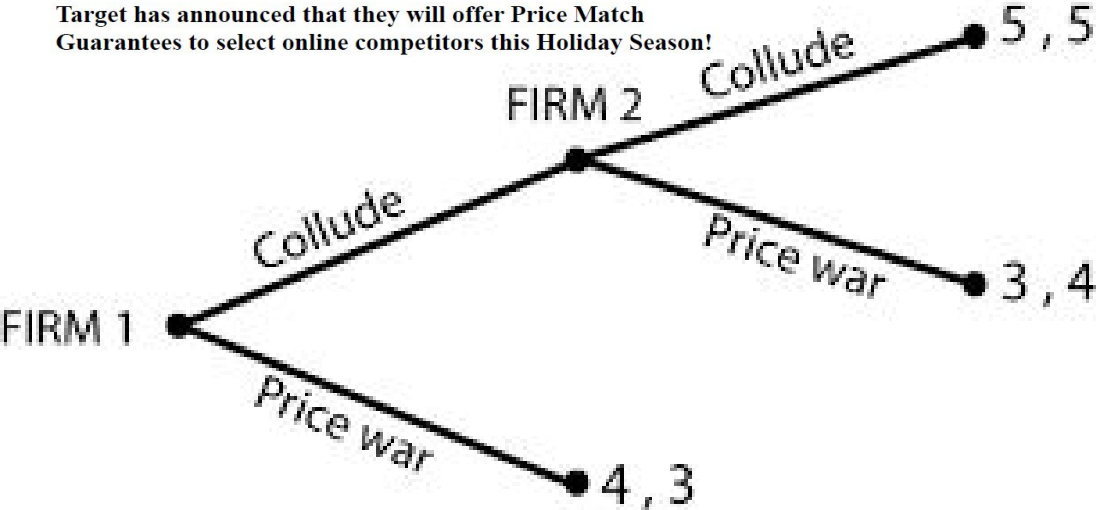 Target has announced that they will offer Price Match
Guarantees to select online competitors this Holiday Season!
Collude
5 , 5
FIRM 2
Collude
Price war
3 , 4
FIRM 1
Price war
4 , 3